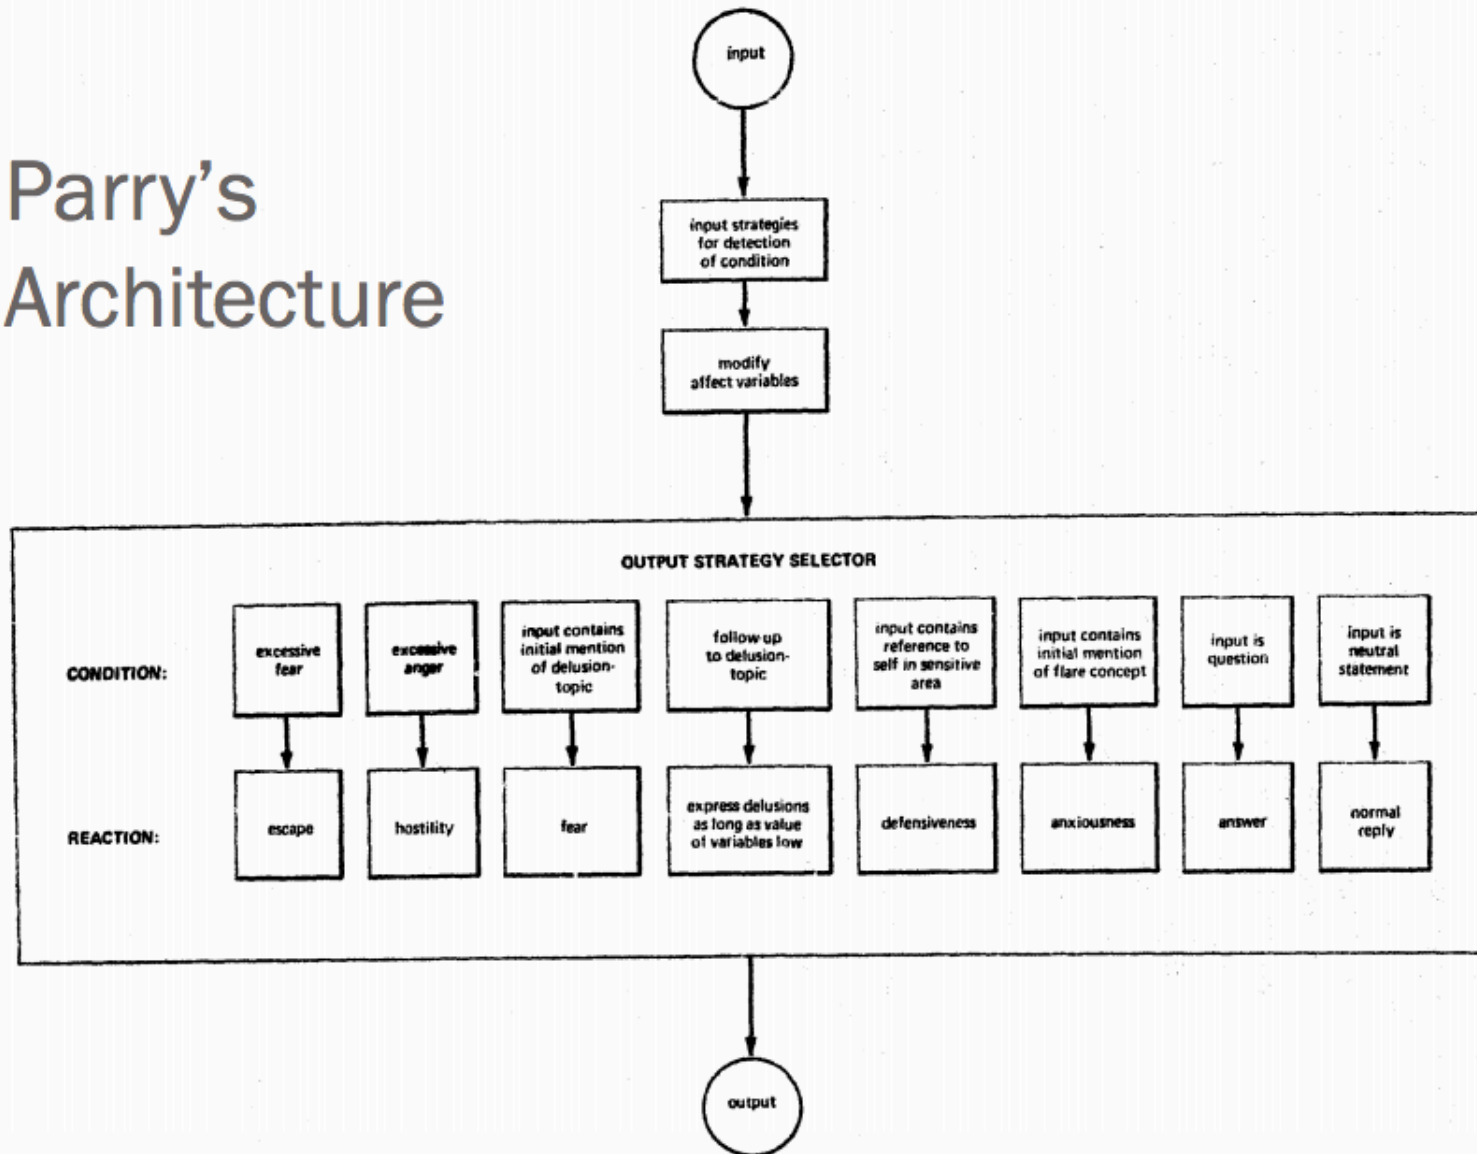 input
Parry's
Architecture
input strategies
for detection
of condition
modify
affect variables
OUTPUT STRATEGY SELECTOR
CONDITION:
excessive
fear
excessive
anger
input contains
initial mention
of delusion-
topic
follow-up
to delusion-
topic
input contains
reference to
self in sensitive
area
input contains
initial mention
of flare concept
input is
question
input is
neutral
statement
REACTION:
escape
hostility
fear
express delusions
as long as value
of variables low
defensiveness
anxiousness
answer
normal
reply
output